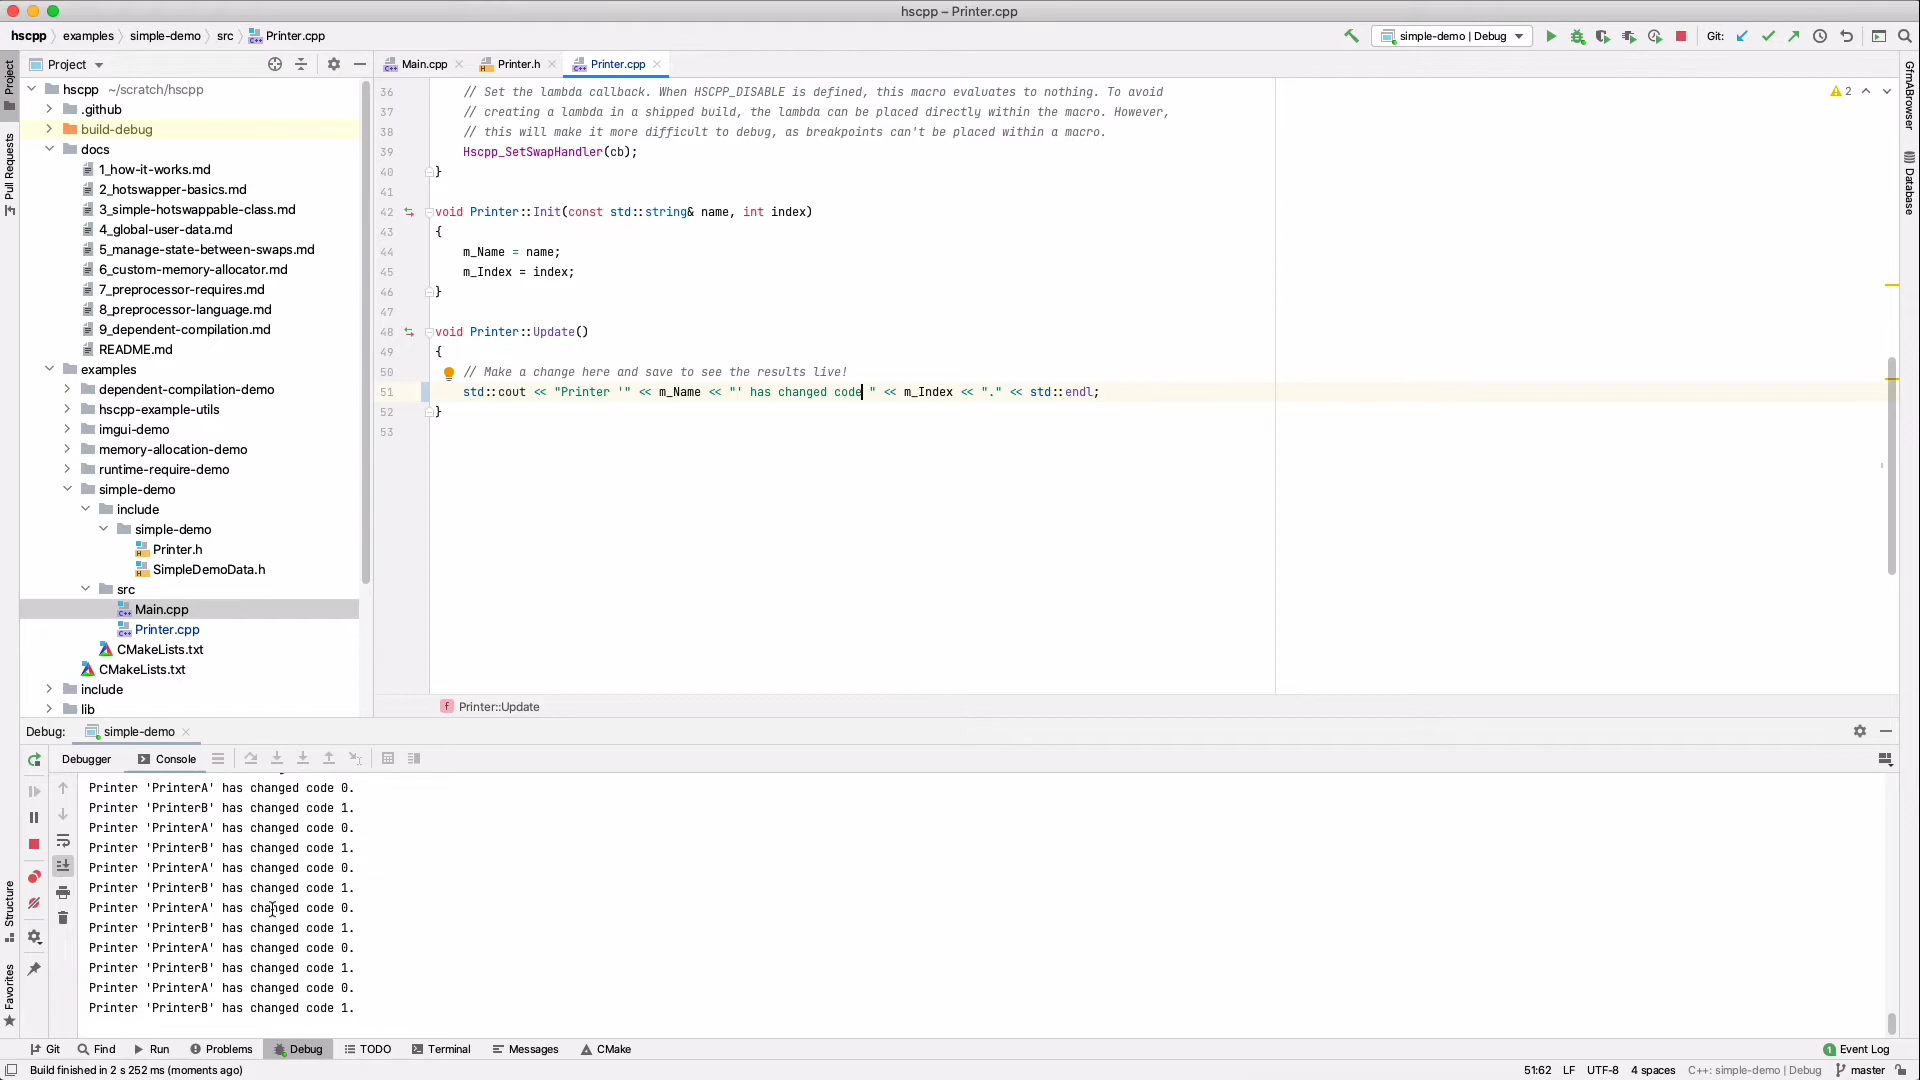 hscpp – Printer.cpp
hscpp examples simple-demo src Printer.cpp
simple-demo | Debug Git:
Project
Main.cpp Printer.h Printer.cpp
Project
Pull Requests
Structure
Favorites
GfmABrowser
Database
hscpp ~/scratch/hscpp
.github
build-debug
docs
1_how-it-works.md
2_hotswapper-basics.md
3_simple-hotswappable-class.md
4_global-user-data.md
5_manage-state-between-swaps.md
6_custom-memory-allocator.md
7_preprocessor-requires.md
8_preprocessor-language.md
9_dependent-compilation.md
README.md
examples
dependent-compilation-demo
hscpp-example-utils
imgui-demo
memory-allocation-demo
runtime-require-demo
simple-demo
include
simple-demo
Printer.h
SimpleDemoData.h
src
Main.cpp
Printer.cpp
CMakeLists.txt
CMakeLists.txt
include
lib
2
36 // Set the lambda callback. When HSCPP_DISABLE is defined, this macro evaluates to nothing. To avoid
37 // creating a lambda in a shipped build, the lambda can be placed directly within the macro. However,
38 // this will make it more difficult to debug, as breakpoints can't be placed within a macro.
39 Hscpp_SetSwapHandler(cb);
40 }
41
42 void Printer::Init(const std::string& name, int index)
43 {
44 m_Name = name;
45 m_Index = index;
46 }
47
48 void Printer::Update()
49 {
50 // Make a change here and save to see the results live!
51 std::cout << "Printer '" << m_Name << "' has changed code " << m_Index << "." << std::endl;
52 }
53
f Printer::Update
Debug: simple-demo
Debugger Console
Printer 'PrinterA' has changed code 0.
Printer 'PrinterB' has changed code 1.
Printer 'PrinterA' has changed code 0.
Printer 'PrinterB' has changed code 1.
Printer 'PrinterA' has changed code 0.
Printer 'PrinterB' has changed code 1.
Printer 'PrinterA' has changed code 0.
Printer 'PrinterB' has changed code 1.
Printer 'PrinterA' has changed code 0.
Printer 'PrinterB' has changed code 1.
Printer 'PrinterA' has changed code 0.
Printer 'PrinterB' has changed code 1.
Git Find Run Problems Debug TODO Terminal Messages CMake 1 Event Log
Build finished in 2 s 252 ms (moments ago) 51:62 LF UTF-8 4 spaces C++: simple-demo | Debug master